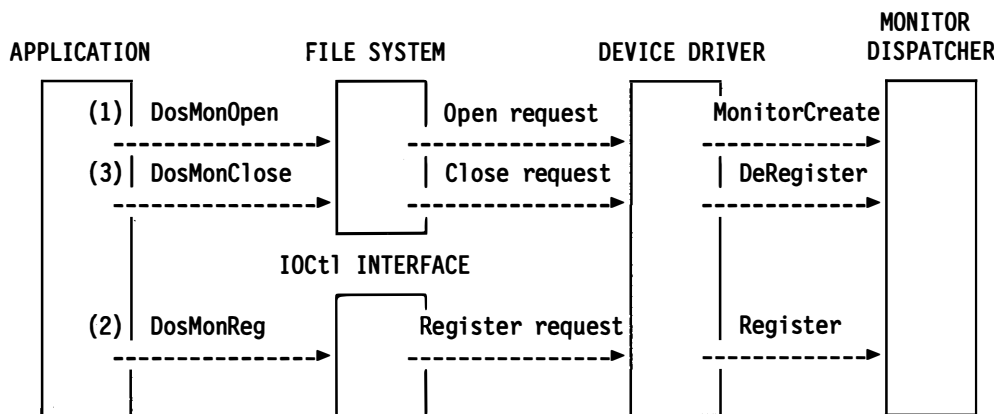 MONITOR
APPLICATION FILE SYSTEM DEVICE DRIVER DISPATCHER
(1) DosMonOpen Open request MonitorCreate
(3) DosMonClose Close request DeRegister
IOCtl INTERFACE
(2) DosMonReg Register request Register